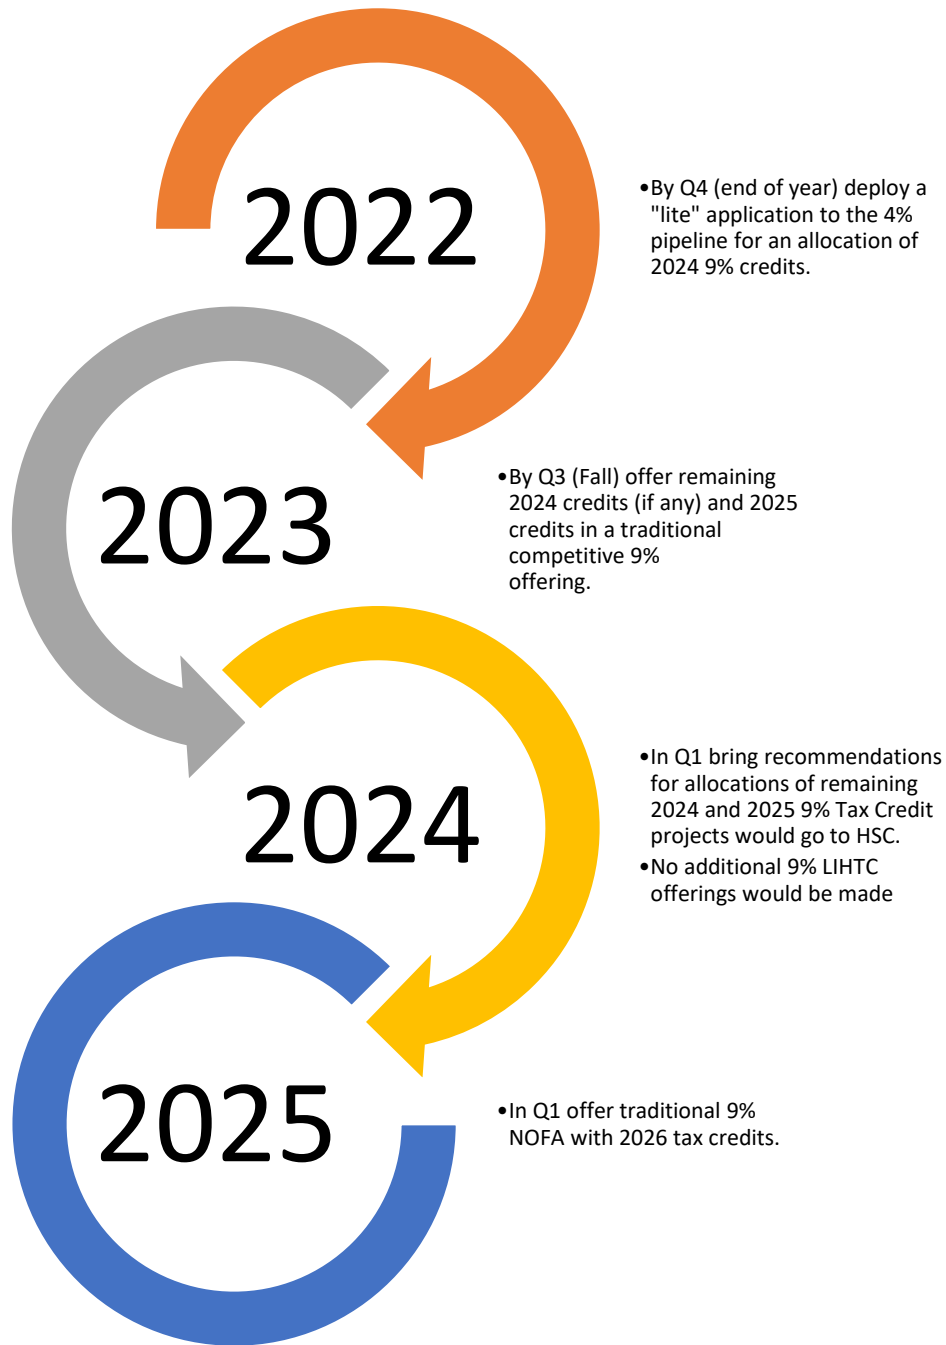 2022
•By Q4 (end of year) deploy a
"lite" application to the 4%
pipeline for an allocation of
2024 9% credits.
2023
•By Q3 (Fall) offer remaining
2024 credits (if any) and 2025
credits in a traditional
competitive 9%
offering.
2024
•In Q1 bring recommendations
for allocations of remaining
2024 and 2025 9% Tax Credit
projects would go to HSC.
•No additional 9% LIHTC
offerings would be made
2025
•In Q1 offer traditional 9%
NOFA with 2026 tax credits.